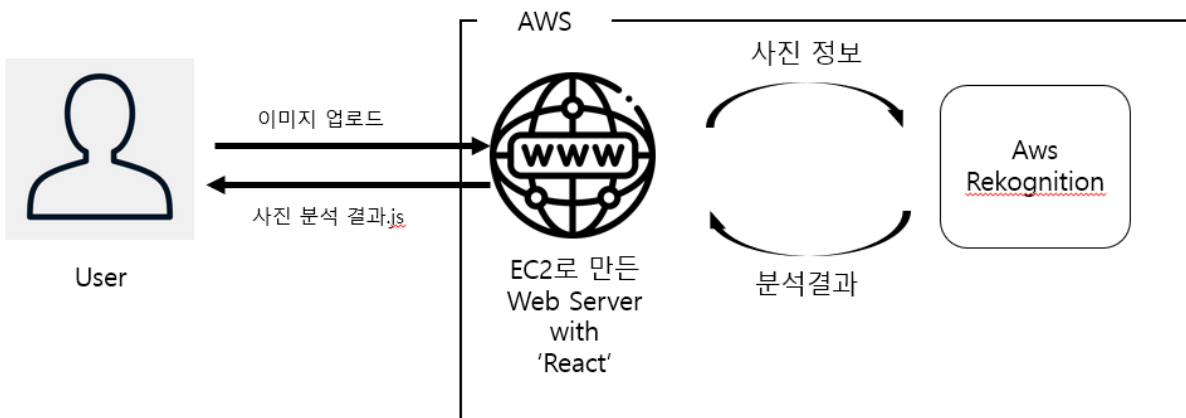 AWS
사진 정보
이미지 업로드
WWW
Aws
Rekognition
사진 분석 결과.js
User
EC2로 만든
Web Server
with
‘React‘
분석결과